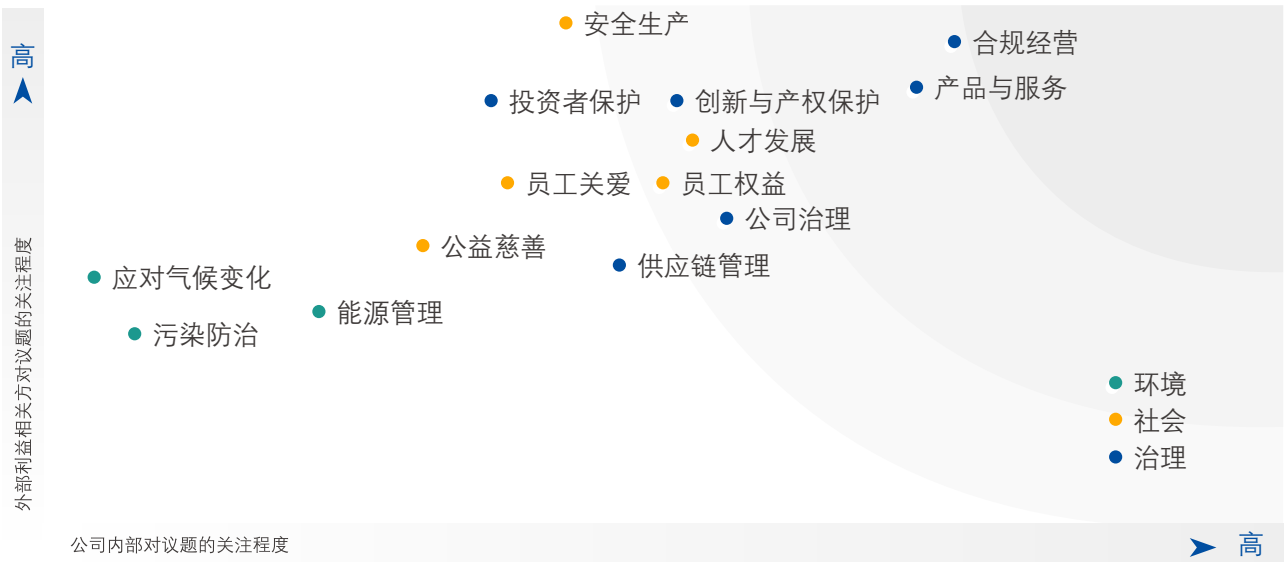 高
外部利益相关方对议题的关注程度
安全生产
合规经营
产品与服务
投资者保护
创新与产权保护
人才发展
员工关爱
员工权益
公司治理
公益慈善
供应链管理
应对气候变化
能源管理
污染防治
环境
社会
治理
公司内部对议题的关注程度
高